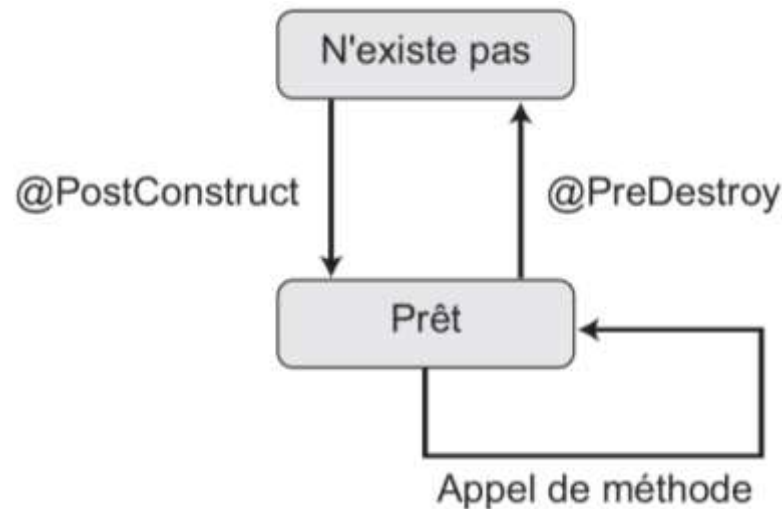 N'existe pas
@PostConstruct
@PreDestroy
Prêt
Appel de méthode